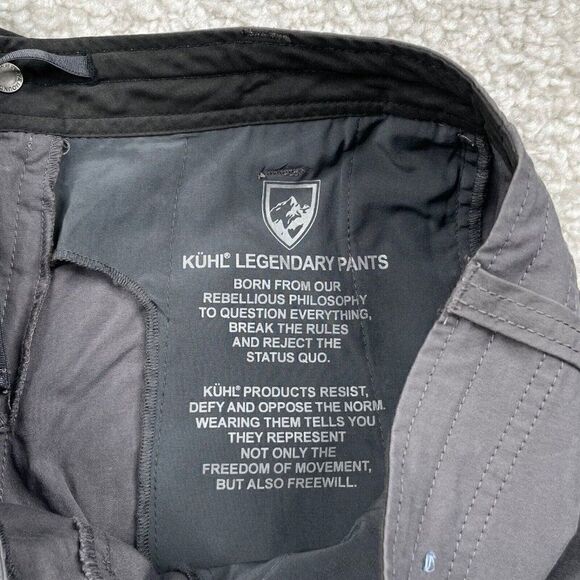 KÜHL® LEGENDARY PANTS
BORN FROM OUR
REBELLIOUS PHILOSOPHY
TO QUESTION EVERYTHING,
BREAK THE RULES
AND REJECT THE
STATUS QUO.
KÜHL® PRODUCTS RESIST,
DEFY AND OPPOSE THE NORM.
WEARING THEM TELLS YOU
THEY REPRESENT
NOT ONLY THE
FREEDOM OF MOVEMENT,
BUT ALSO FREEWILL.